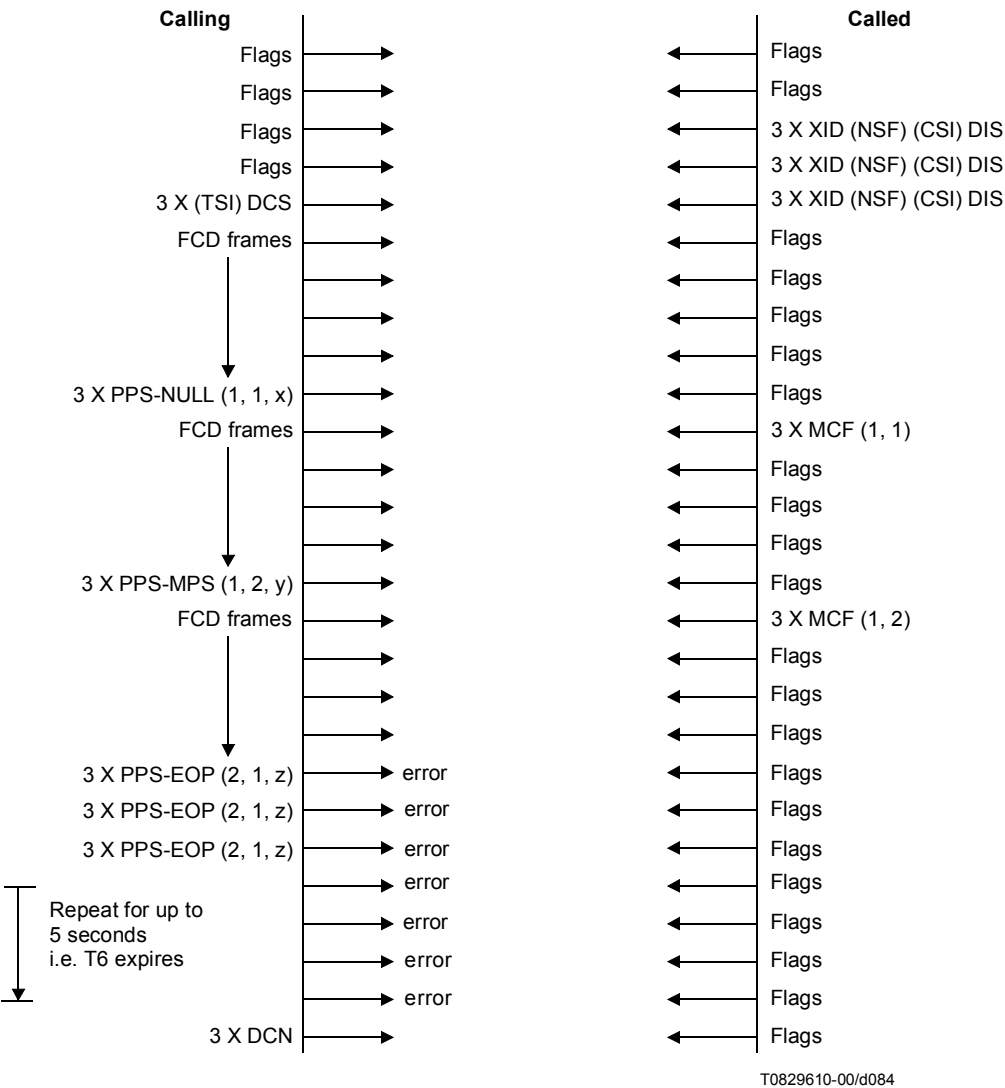 Calling Called
Flags Flags
Flags Flags
Flags 3 X XID (NSF) (CSI) DIS
Flags 3 X XID (NSF) (CSI) DIS
3 X (TSI) DCS 3 X XID (NSF) (CSI) DIS
FCD frames Flags
Flags
Flags
Flags
3 X PPS-NULL (1, 1, x) Flags
FCD frames 3 X MCF (1, 1)
Flags
Flags
Flags
3 X PPS-MPS (1, 2, y) Flags
FCD frames 3 X MCF (1, 2)
Flags
Flags
Flags
3 X PPS-EOP (2, 1, z) error Flags
3 X PPS-EOP (2, 1, z) error Flags
3 X PPS-EOP (2, 1, z) error Flags
error Flags
Repeat for up to
5 seconds error Flags
i.e. T6 expires error Flags
error Flags
3 X DCN Flags
T0829610-00/d084